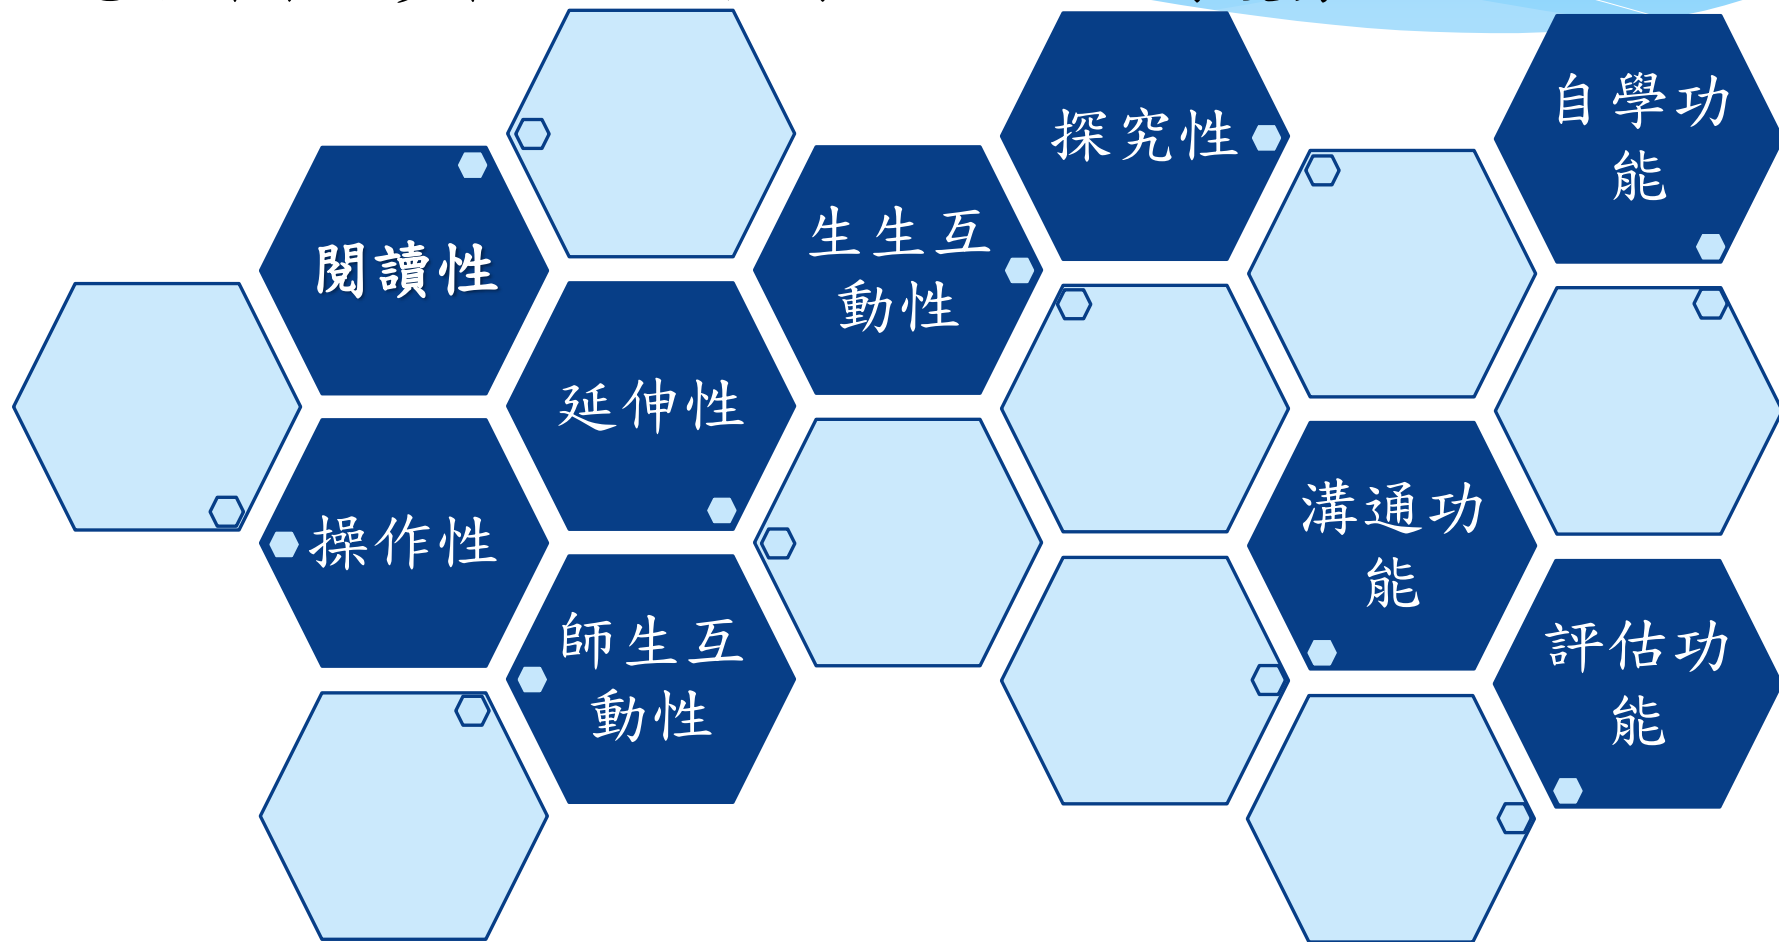 閱讀性
操作性
延伸性
師生互
動性
生生互
動性
探究性
溝通功
能
自學功
能
評估功
能